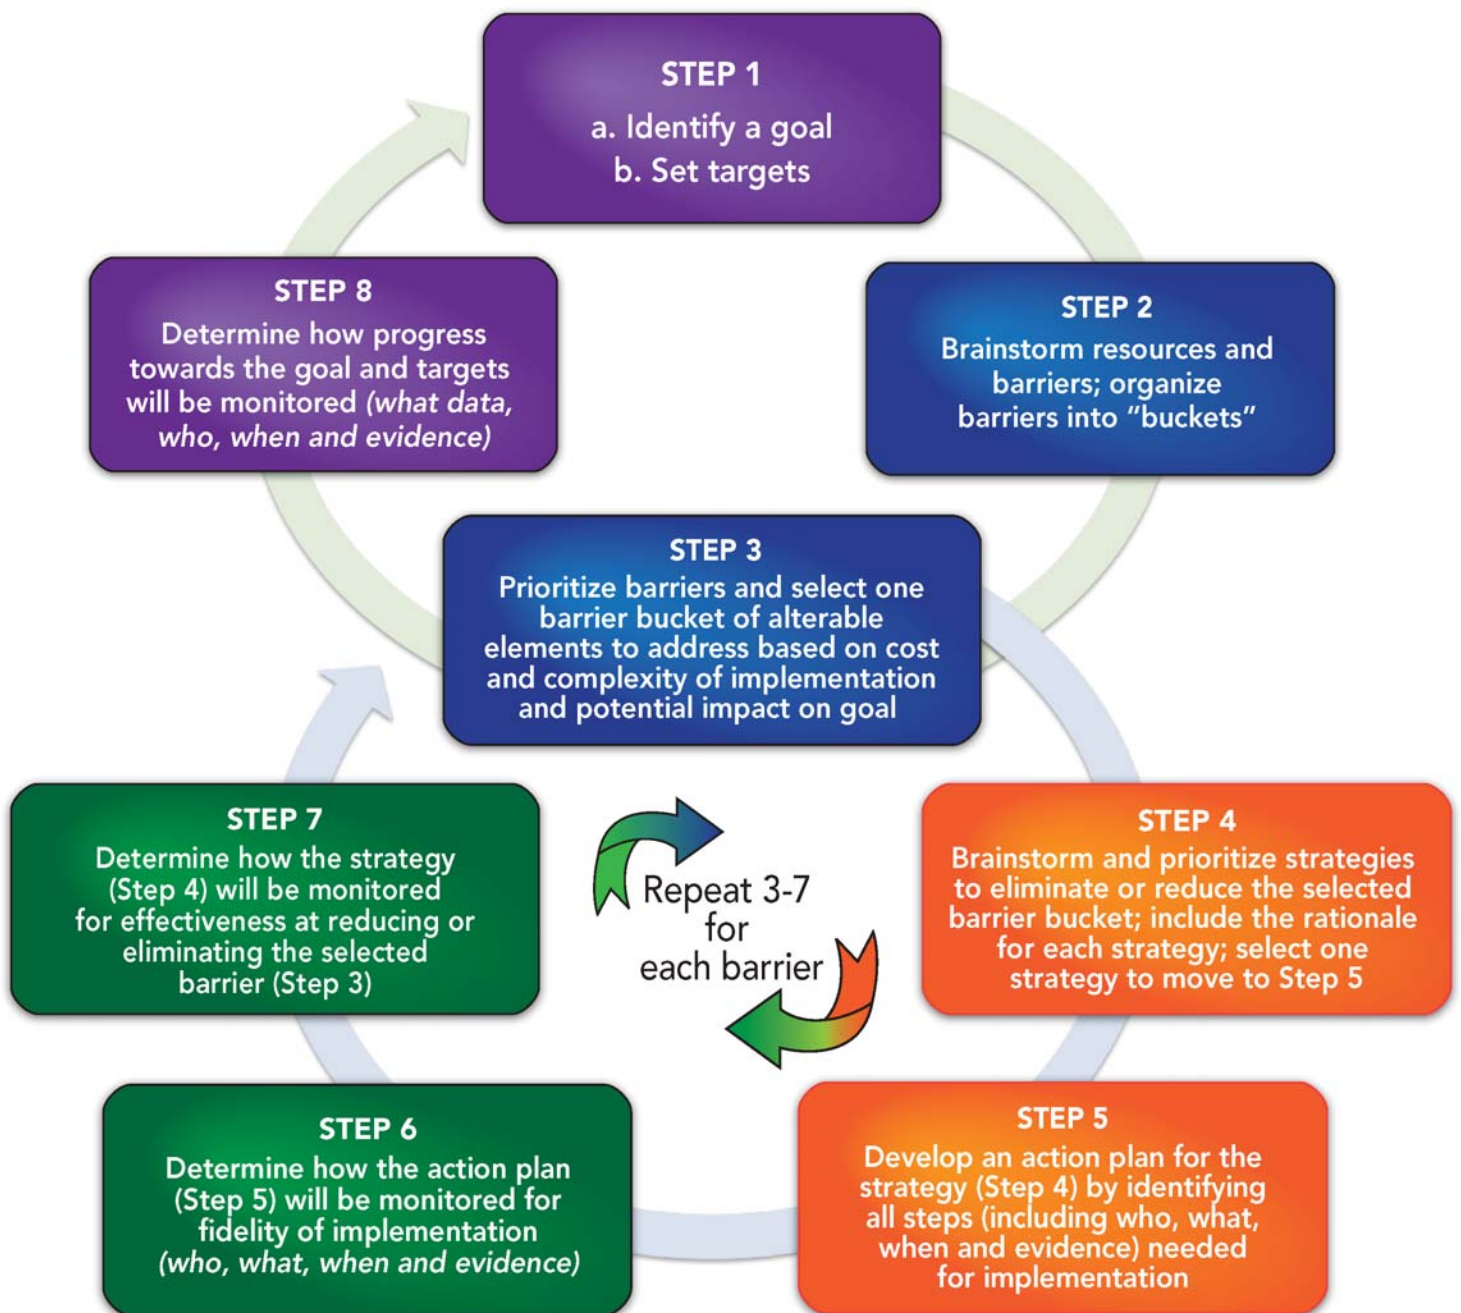 STEP 1
a. Identify a goal
b. Set targets
STEP 2
Brainstorm resources and
barriers; organize
barriers into “buckets”
STEP 3
Prioritize barriers and select one
barrier bucket of alterable
elements to address based on cost
and complexity of implementation
and potential impact on goal
STEP 4
Brainstorm and prioritize strategies
to eliminate or reduce the selected
barrier bucket; include the rationale
for each strategy; select one
strategy to move to Step 5
STEP 5
Develop an action plan for the
strategy (Step 4) by identifying
all steps (including who, what,
when and evidence) needed
for implementation
STEP 6
Determine how the action plan
(Step 5) will be monitored for
fidelity of implementation
(who, what, when and evidence)
STEP 7
Determine how the strategy
(Step 4) will be monitored
for effectiveness at reducing or
eliminating the selected
barrier (Step 3)
STEP 8
Determine how progress
towards the goal and targets
will be monitored (what data,
who, when and evidence)
Repeat 3-7
for
each barrier